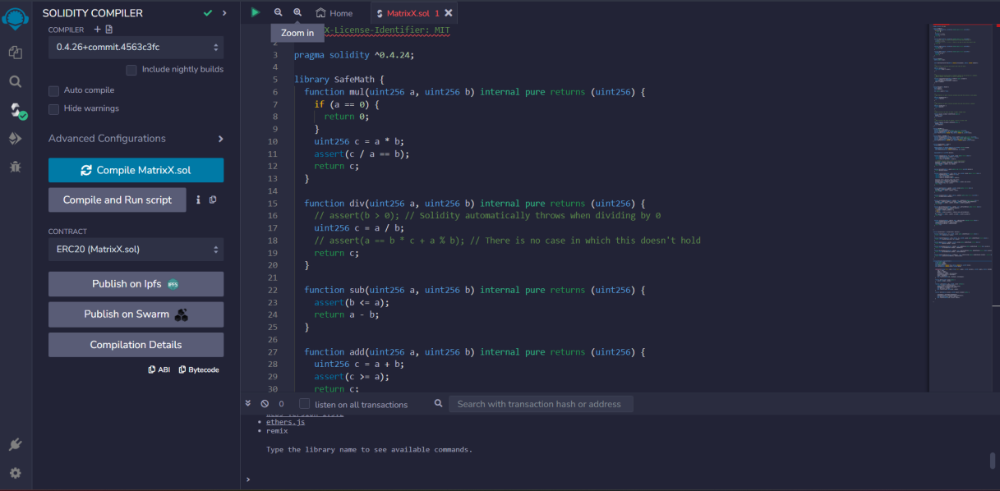 SOLIDITY COMPILER
COMPILER
0.4.26+commit.4563c3fc
Include nightly builds
Auto compile
Hide warnings
Advanced Configurations
Compile MatrixX.sol
Compile and Run script
CONTRACT
ERC20 (MatrixX.sol)
Publish on Ipfs
IPFS
Publish on Swarm
Compilation Details
ABI
Bytecode
Home
MatrixX.sol 1
Zoom in
X-License-Identifier: MIT
2
3 pragma solidity ^0.4.24;
4
5 library SafeMath {
6 function mul(uint256 a, uint256 b) internal pure returns (uint256) {
7 if (a == 0) {
8 return 0;
9 }
10 uint256 c = a * b;
11 assert(c / a == b);
12 return c;
13 }
14
15 function div(uint256 a, uint256 b) internal pure returns (uint256) {
16 // assert(b > 0); // Solidity automatically throws when dividing by 0
17 uint256 c = a / b;
18 // assert(a == b * c + a % b); // There is no case in which this doesn't hold
19 return c;
20 }
21
22 function sub(uint256 a, uint256 b) internal pure returns (uint256) {
23 assert(b <= a);
24 return a - b;
25 }
26
27 function add(uint256 a, uint256 b) internal pure returns (uint256) {
28 uint256 c = a + b;
29 assert(c >= a);
30 return c;
0
listen on all transactions
Search with transaction hash or address
• ethers.js
• remix
Type the library name to see available commands.
>